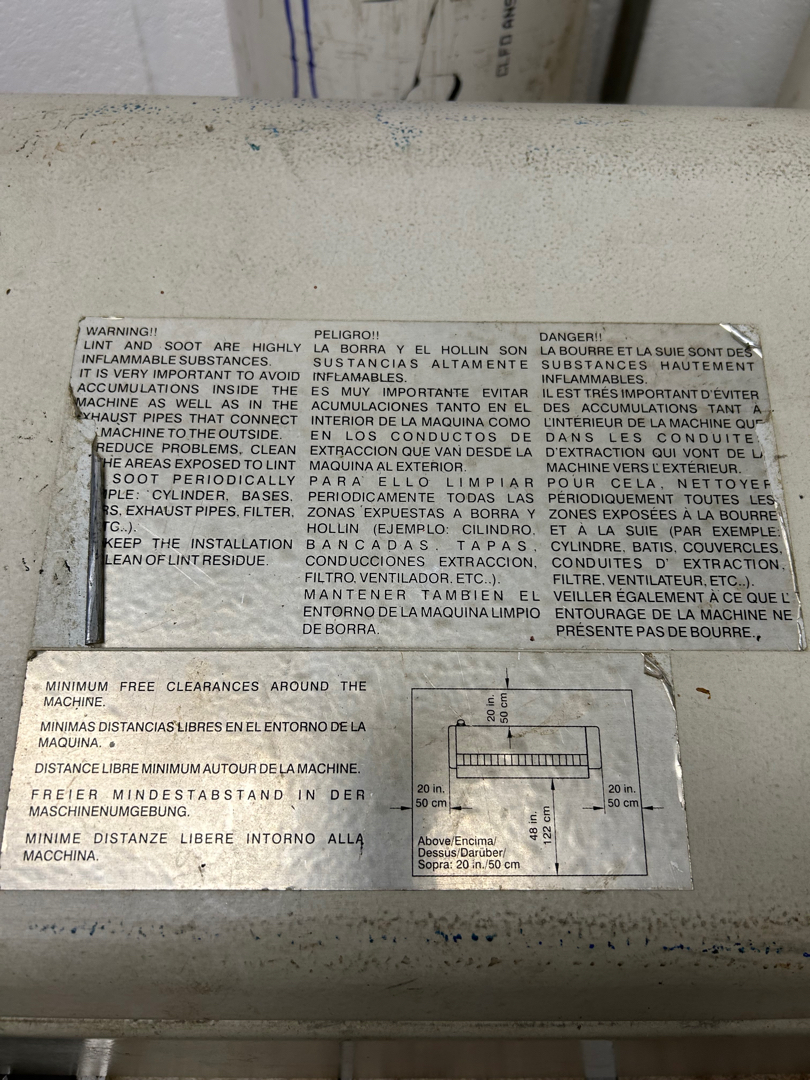 CLFD ANS
WARNING!!
LINT AND SOOT ARE HIGHLY
INFLAMMABLE SUBSTANCES.
IT IS VERY IMPORTANT TO AVOID
ACCUMULATIONS INSIDE THE
MACHINE AS WELL AS IN THE
EXHAUST PIPES THAT CONNECT
MACHINE TO THE OUTSIDE.
REDUCE PROBLEMS, CLEAN
THE AREAS EXPOSED TO LINT
SOOT PERIODICALLY
CYLINDER, BASES.
EXHAUST PIPES, FILTER,
KEEP THE INSTALLATION
OF LINT RESIDUE.
PELIGRO!!
LA BORRA Y EL HOLLIN SON
SUSTANCIAS ALTAMENTE
INFLAMABLES.
ES MUY IMPORTANTE EVITAR
ACUMULACIONES TANTO EN EL
INTERIOR DE LA MAQUINA COMO
EN LOS CONDUCTOS DE
EXTRACCION QUE VAN DESDE LA
MAQUINA AL EXTERIOR.
PARA ELLO LIMPIAR
PERIODICAMENTE TODAS LAS
ZONAS EXPUESTAS A BORRA Y
HOLLIN (EJEMPLO: CILINDRO,
BANCADAS. TAPAS,
CONDUCCIONES EXTRACCION,
FILTRO, VENTILADOR, ETC..).
MANTENER TAMBIEN EL
ENTORNO DE LA MAQUINA LIMPIO
DE BORRA.
DANGER!!
LA BOURRE ET LA SUIE SONT DES
SUBSTANCES HAUTEMENT
INFLAMMABLES.
IL EST TRÉS IMPORTANT D'ÉVITER
DES ACCUMULATIONS TANT À
L'INTÉRIEUR DE LA MACHINE QUE
DANS LES CONDUITE
D'EXTRACTION QUI VONT DE LA
MACHINE VERS L'EXTÉRIEUR.
POUR CELA, NETTOYER
PÉRIODIQUEMENT TOUTES LES
ZONES EXPOSÉES À LA BOURRE
ET À LA SUIE (PAR EXEMPLE:
CYLINDRE, BATIS, COUVERCLES,
CONDUITES D' EXTRACTION,
FILTRE, VENTILATEUR, ETC..).
VEILLER ÉGALEMENT À CE QUE L'
ENTOURAGE DE LA MACHINE NE
PRÉSENTE PAS DE BOURRE.
MINIMUM FREE CLEARANCES AROUND THE
MACHINE.
MINIMAS DISTANCIAS LIBRES EN EL ENTORNO DE LA
MAQUINA.
DISTANCE LIBRE MINIMUM AUTOUR DE LA MACHINE.
FREIER MINDESTABSTAND IN DER
MASCHINENUMGEBUNG.
MINIME DISTANZE LIBERE INTORNO ALLA
MACCHINA.
20 in.
50 cm
20 in.
50 cm
20 in.
50 cm
48 in.
122 cm
Above/Encima/
Dessus/Darüber/
Sopra: 20 in./50 cm